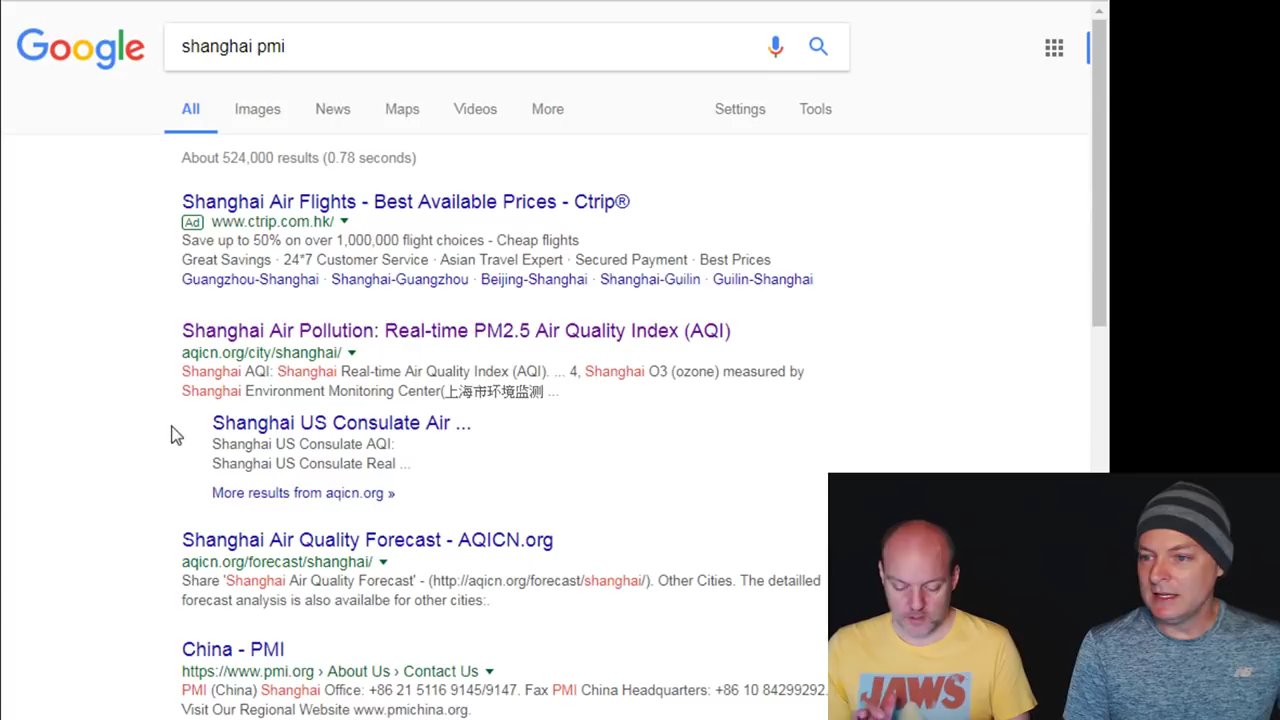 Google
shanghai pmi
All Images News Maps Videos More Settings Tools
About 524,000 results (0.78 seconds)
Shanghai Air Flights - Best Available Prices - Ctrip®
Ad www.ctrip.com.hk/
Save up to 50% on over 1,000,000 flight choices - Cheap flights
Great Savings · 24*7 Customer Service · Asian Travel Expert · Secured Payment · Best Prices
Guangzhou-Shanghai · Shanghai-Guangzhou · Beijing-Shanghai · Shanghai-Guilin · Guilin-Shanghai
Shanghai Air Pollution: Real-time PM2.5 Air Quality Index (AQI)
aqicn.org/city/shanghai/
Shanghai AQI: Shanghai Real-time Air Quality Index (AQI). ... 4, Shanghai O3 (ozone) measured by
Shanghai Environment Monitoring Center(上海市环境监测 ...
Shanghai US Consulate Air ...
Shanghai US Consulate AQI:
Shanghai US Consulate Real ...
More results from aqicn.org »
Shanghai Air Quality Forecast - AQICN.org
aqicn.org/forecast/shanghai/
Share 'Shanghai Air Quality Forecast' - (http://aqicn.org/forecast/shanghai/). Other Cities. The detailled
forecast analysis is also availalbe for other cities:.
China - PMI
https://www.pmi.org › About Us › Contact Us
PMI (China) Shanghai Office: +86 21 5116 9145/9147. Fax PMI China Headquarters: +86 10 84299292.
Visit Our Regional Website www.pmichina.org.
JAWS